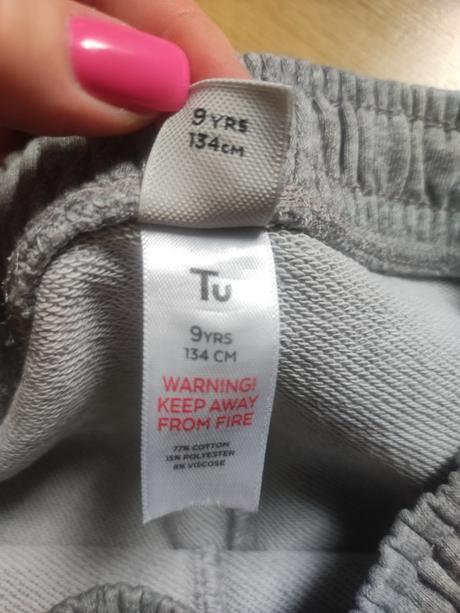 9YRS
134CM
Tu
9YRS
134 CM
WARNING!
KEEP AWAY
FROM FIRE
77% COTTON
15% POLYESTER
8% VISCOSE